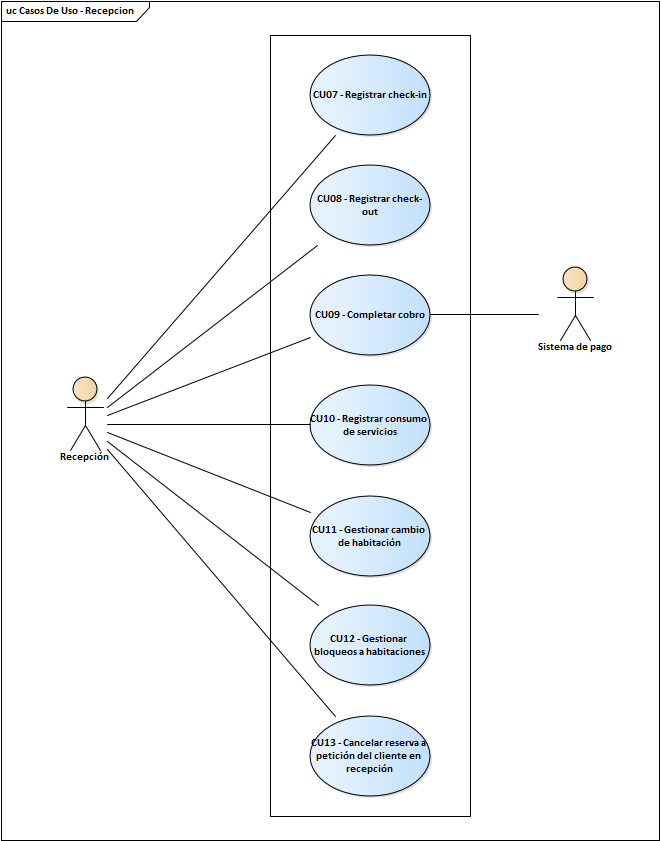 uc Casos De Uso - Recepcion
CU07 - Registrar check-in
CU08 - Registrar check-
out
CU09 - Completar cobro
Sistema de pago
Recepción
CU10 - Registrar consumo
de servicios
CU11 - Gestionar cambio
de habitación
CU12 - Gestionar
bloqueos a habitaciones
CU13 - Cancelar reserva a
petición del cliente en
recepción